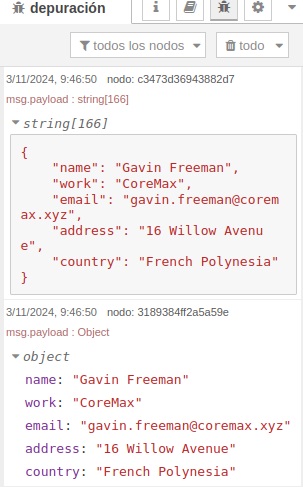 depuración
todos los nodos
todo
3/11/2024, 9:46:50 nodo: c3473d36943882d7
msg.payload : string[166]
string[166]
{
"name": "Gavin Freeman",
"work": "CoreMax",
"email": "gavin.freeman@corem
ax.xyz",
"address": "16 Willow Avenu
e",
"country": "French Polynesia"
}
3/11/2024, 9:46:50 nodo: 3189384ff2a5a59e
msg.payload : Object
object
name: "Gavin Freeman"
work: "CoreMax"
email: "gavin.freeman@coremax.xyz"
address: "16 Willow Avenue"
country: "French Polynesia"